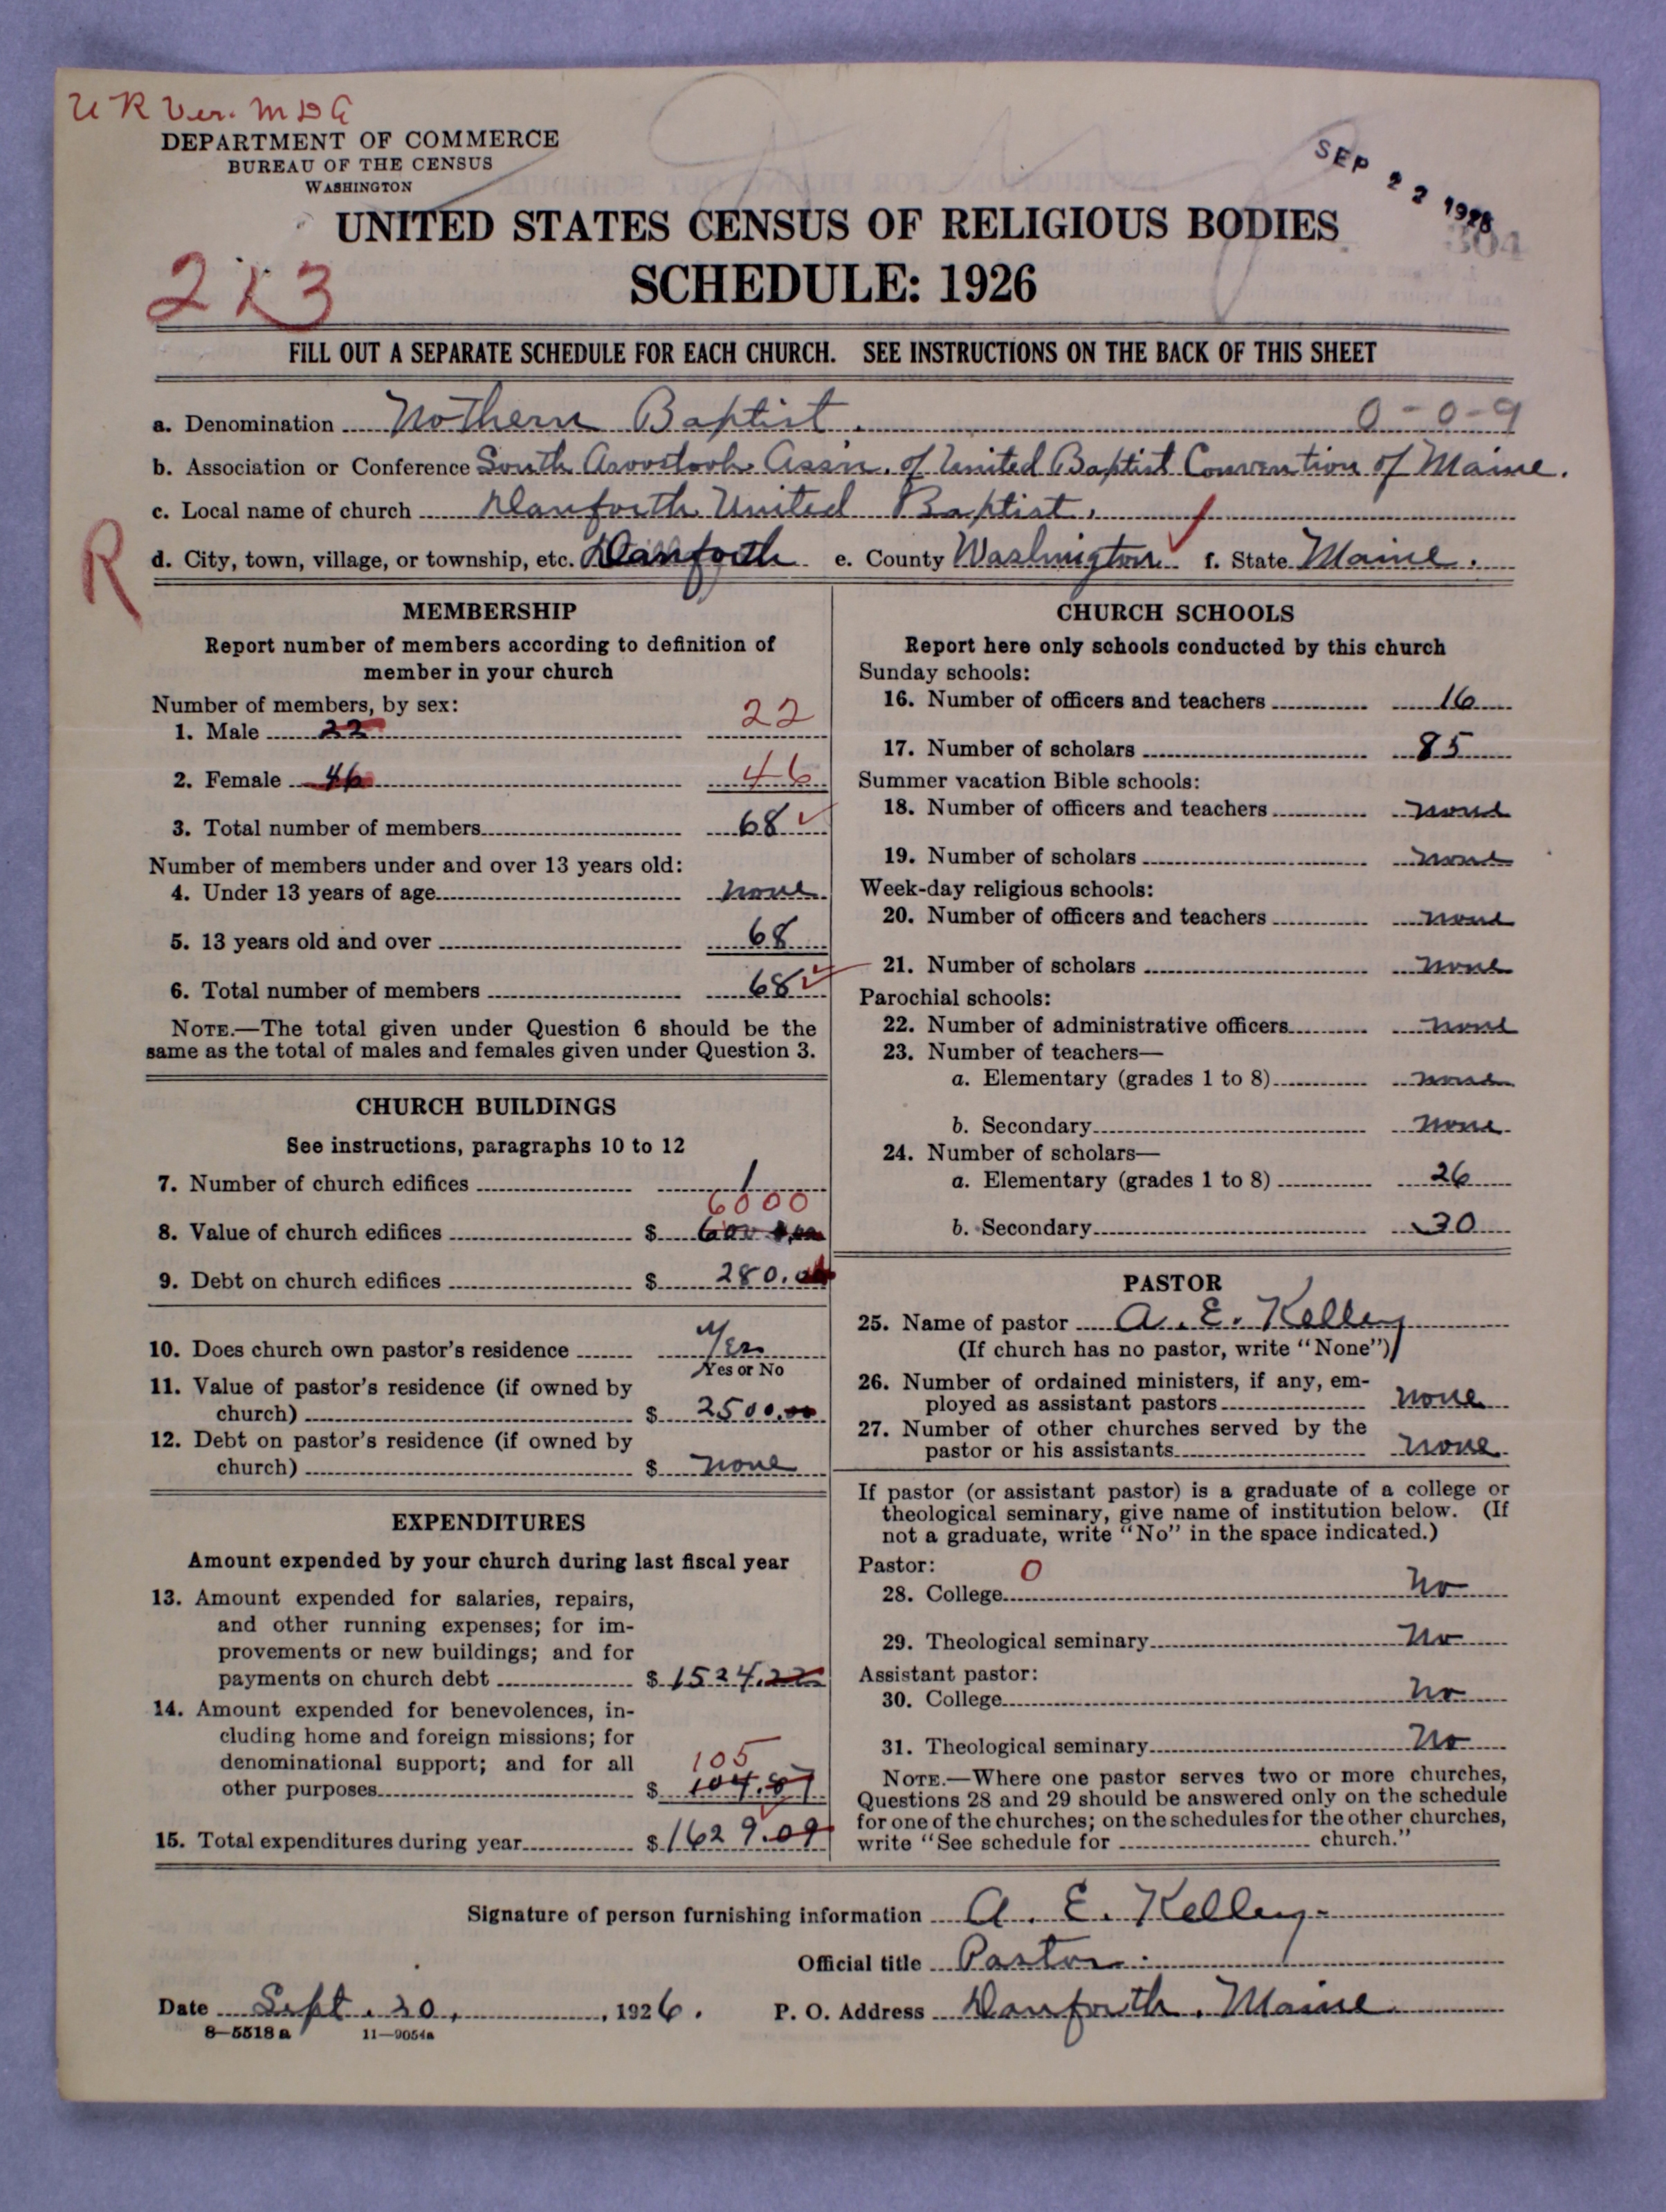 U R Ver. M D G
DEPARTMENT OF COMMERCE
BUREAU OF THE CENSUS
WASHINGTON
SEP 22 1926
304
UNITED STATES CENSUS OF RELIGIOUS BODIES
SCHEDULE: 1926
213
FILL OUT A SEPARATE SCHEDULE FOR EACH CHURCH. SEE INSTRUCTIONS ON THE BACK OF THIS SHEET
a. Denomination Nothern Baptist. 0-0-9
b. Association or Conference South Aroostook Ass'n. of United Baptist Convention of Maine.
c. Local name of church Danforth United Baptist.
R
d. City, town, village, or township, etc. Danforth e. County Washington f. State Maine.
MEMBERSHIP
Report number of members according to definition of
member in your church
Number of members, by sex:
1. Male 22 22
2. Female 46 46
3. Total number of members 68
Number of members under and over 13 years old:
4. Under 13 years of age none
5. 13 years old and over 68
6. Total number of members 68
NOTE.—The total given under Question 6 should be the
same as the total of males and females given under Question 3.
CHURCH BUILDINGS
See instructions, paragraphs 10 to 12
7. Number of church edifices 1
6000
8. Value of church edifices $
9. Debt on church edifices $ 280.00
10. Does church own pastor's residence Yes
Yes or No
11. Value of pastor's residence (if owned by
church) $ 2500.00
12. Debt on pastor's residence (if owned by
church) $ none
EXPENDITURES
Amount expended by your church during last fiscal year
13. Amount expended for salaries, repairs,
and other running expenses; for im-
provements or new buildings; and for
payments on church debt $ 1524.22
14. Amount expended for benevolences, in-
cluding home and foreign missions; for
denominational support; and for all 105
other purposes $ 104.87
15. Total expenditures during year $ 1629.09
CHURCH SCHOOLS
Report here only schools conducted by this church
Sunday schools:
16. Number of officers and teachers 16
17. Number of scholars 85
Summer vacation Bible schools:
18. Number of officers and teachers none
19. Number of scholars none
Week-day religious schools:
20. Number of officers and teachers none
21. Number of scholars none
Parochial schools:
22. Number of administrative officers none
23. Number of teachers—
a. Elementary (grades 1 to 8) none
b. Secondary none
24. Number of scholars—
a. Elementary (grades 1 to 8) 26
b. Secondary 30
PASTOR
25. Name of pastor A. E. Kelley
(If church has no pastor, write "None")
26. Number of ordained ministers, if any, em-
ployed as assistant pastors none
27. Number of other churches served by the
pastor or his assistants none
If pastor (or assistant pastor) is a graduate of a college or
theological seminary, give name of institution below. (If
not a graduate, write "No" in the space indicated.)
Pastor: 0
28. College No
29. Theological seminary No
Assistant pastor:
30. College No
31. Theological seminary No
NOTE.—Where one pastor serves two or more churches,
Questions 28 and 29 should be answered only on the schedule
for one of the churches; on the schedules for the other churches,
write "See schedule for church."
Signature of person furnishing information A. E. Kelley.
Official title Pastor.
Date Sept. 20, 1926. P. O. Address Danforth, Maine
8—5518a 11—9054a